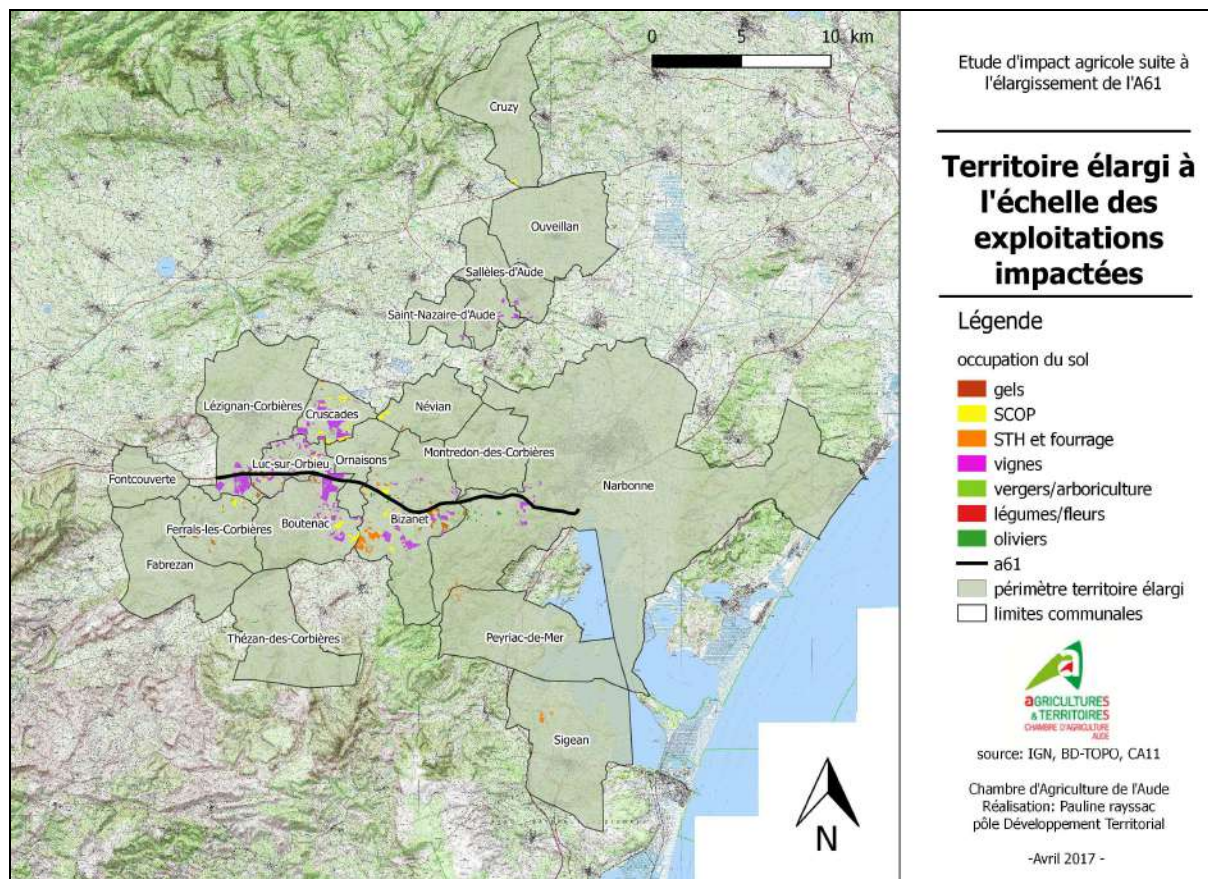 0 5 10 km
Cruzy
Ouveillan
Sallèles-d'Aude
Saint-Nazaire-d'Aude
Lézignan-Corbières
Cruscades
Névian
Luc-sur-Orbieu
Ornaisons
Montredon-des-Corbières
Fontcouverte
Narbonne
Ferrals-les-Corbières
Boutenac
Bizanet
Fabrezan
Thézan-des-Corbières
Peyriac-de-Mer
Sigean
N
Etude d'impact agricole suite à
l'élargissement de l'A61
Territoire élargi à
l'échelle des
exploitations
impactées
Légende
occupation du sol
gels
SCOP
STH et fourrage
vignes
vergers/arboriculture
légumes/fleurs
oliviers
a61
périmètre territoire élargi
limites communales
aGRICULTURES
& TERRITOIRES
CHAMBRE D'AGRICULTURE
AUDE
source: IGN, BD-TOPO, CA11
Chambre d'Agriculture de l'Aude
Réalisation: Pauline rayssac
pôle Développement Territorial
-Avril 2017 -